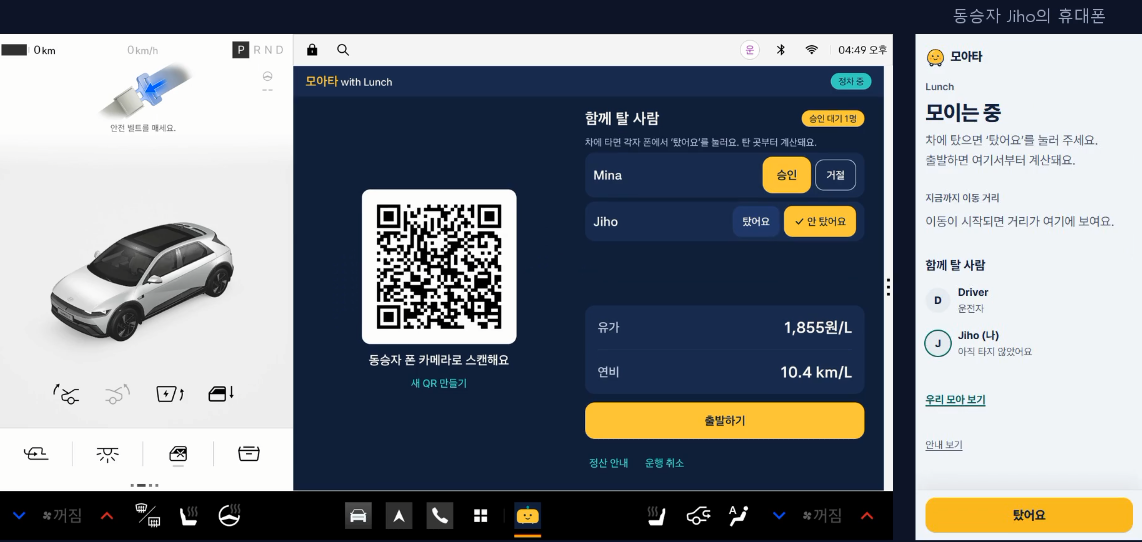 동승자 Jiho의 휴대폰
0km
0km/h
P R N D
안전 벨트를 매세요.
운
04:49 오후
모아타 with Lunch
정차 중
함께 탈 사람
승인 대기 1명
차에 타면 각자 폰에서 ‘탔어요’를 눌러요. 탄 곳부터 계산돼요.
Mina
승인
거절
Jiho
탔어요
✓ 안 탔어요
동승자 폰 카메라로 스캔해요
새 QR 만들기
유가
1,855원/L
연비
10.4 km/L
출발하기
정산 안내
운행 취소
꺼짐
A
꺼짐
모아타
Lunch
모이는 중
차에 탔으면 ‘탔어요’를 눌러 주세요.
출발하면 여기서부터 계산돼요.
지금까지 이동 거리
이동이 시작되면 거리가 여기에 보여요.
함께 탈 사람
D
Driver
운전자
J
Jiho (나)
아직 타지 않았어요
우리 모아 보기
안내 보기
탔어요